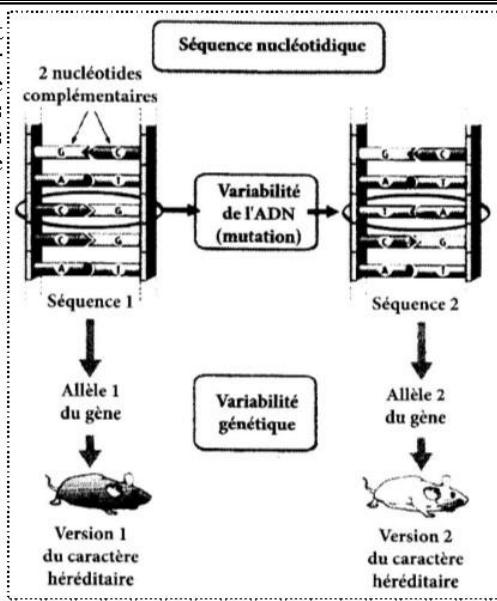 Séquence nucléotidique
2 nucléotides
complémentaires
G C
A T
C G
C G
A T
Séquence 1
Variabilité
de l'ADN
(mutation)
G C
A T
T A
C G
A T
Séquence 2
Allèle 1
du gène
Variabilité
génétique
Allèle 2
du gène
Version 1
du caractère
héréditaire
Version 2
du caractère
héréditaire